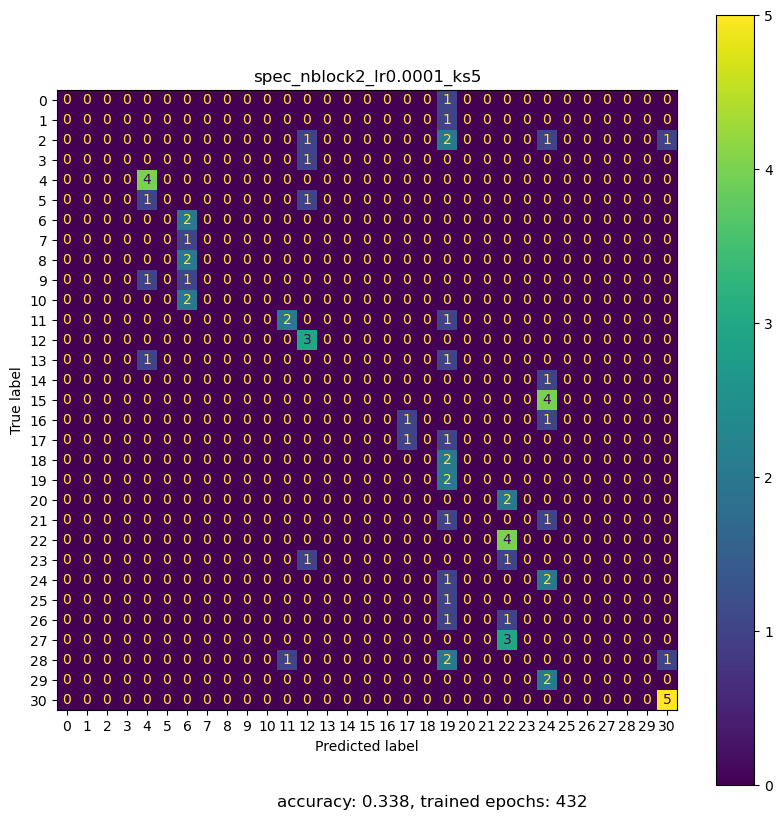 spec_nblock2_lr0.0001_ks5
0 0 0 0 0 0 0 0 0 0 0 0 0 0 0 0 0 0 0 0 1 0 0 0 0 0 0 0 0 0 0 0
1 0 0 0 0 0 0 0 0 0 0 0 0 0 0 0 0 0 0 0 1 0 0 0 0 0 0 0 0 0 0 0
2 0 0 0 0 0 0 0 0 0 0 0 0 1 0 0 0 0 0 0 2 0 0 0 0 1 0 0 0 0 0 1
3 0 0 0 0 0 0 0 0 0 0 0 0 1 0 0 0 0 0 0 0 0 0 0 0 0 0 0 0 0 0 0
4 0 0 0 0 4 0 0 0 0 0 0 0 0 0 0 0 0 0 0 0 0 0 0 0 0 0 0 0 0 0 0
5 0 0 0 0 1 0 0 0 0 0 0 0 1 0 0 0 0 0 0 0 0 0 0 0 0 0 0 0 0 0 0
6 0 0 0 0 0 0 2 0 0 0 0 0 0 0 0 0 0 0 0 0 0 0 0 0 0 0 0 0 0 0 0
7 0 0 0 0 0 0 1 0 0 0 0 0 0 0 0 0 0 0 0 0 0 0 0 0 0 0 0 0 0 0 0
8 0 0 0 0 0 0 2 0 0 0 0 0 0 0 0 0 0 0 0 0 0 0 0 0 0 0 0 0 0 0 0
9 0 0 0 0 1 0 1 0 0 0 0 0 0 0 0 0 0 0 0 0 0 0 0 0 0 0 0 0 0 0 0
10 0 0 0 0 0 0 2 0 0 0 0 0 0 0 0 0 0 0 0 0 0 0 0 0 0 0 0 0 0 0 0
11 0 0 0 0 0 0 0 0 0 0 0 2 0 0 0 0 0 0 0 1 0 0 0 0 0 0 0 0 0 0 0
12 0 0 0 0 0 0 0 0 0 0 0 0 3 0 0 0 0 0 0 0 0 0 0 0 0 0 0 0 0 0 0
13 0 0 0 0 1 0 0 0 0 0 0 0 0 0 0 0 0 0 0 1 0 0 0 0 0 0 0 0 0 0 0
14 0 0 0 0 0 0 0 0 0 0 0 0 0 0 0 0 0 0 0 0 0 0 0 0 1 0 0 0 0 0 0
15 0 0 0 0 0 0 0 0 0 0 0 0 0 0 0 0 0 0 0 0 0 0 0 0 4 0 0 0 0 0 0
16 0 0 0 0 0 0 0 0 0 0 0 0 0 0 0 0 0 1 0 0 0 0 0 0 1 0 0 0 0 0 0
17 0 0 0 0 0 0 0 0 0 0 0 0 0 0 0 0 0 1 0 1 0 0 0 0 0 0 0 0 0 0 0
18 0 0 0 0 0 0 0 0 0 0 0 0 0 0 0 0 0 0 0 2 0 0 0 0 0 0 0 0 0 0 0
19 0 0 0 0 0 0 0 0 0 0 0 0 0 0 0 0 0 0 0 2 0 0 0 0 0 0 0 0 0 0 0
20 0 0 0 0 0 0 0 0 0 0 0 0 0 0 0 0 0 0 0 0 0 0 2 0 0 0 0 0 0 0 0
21 0 0 0 0 0 0 0 0 0 0 0 0 0 0 0 0 0 0 0 1 0 0 0 0 1 0 0 0 0 0 0
22 0 0 0 0 0 0 0 0 0 0 0 0 0 0 0 0 0 0 0 0 0 0 4 0 0 0 0 0 0 0 0
23 0 0 0 0 0 0 0 0 0 0 0 0 1 0 0 0 0 0 0 0 0 0 1 0 0 0 0 0 0 0 0
24 0 0 0 0 0 0 0 0 0 0 0 0 0 0 0 0 0 0 0 1 0 0 0 0 2 0 0 0 0 0 0
25 0 0 0 0 0 0 0 0 0 0 0 0 0 0 0 0 0 0 0 1 0 0 0 0 0 0 0 0 0 0 0
26 0 0 0 0 0 0 0 0 0 0 0 0 0 0 0 0 0 0 0 1 0 0 1 0 0 0 0 0 0 0 0
27 0 0 0 0 0 0 0 0 0 0 0 0 0 0 0 0 0 0 0 0 0 0 3 0 0 0 0 0 0 0 0
28 0 0 0 0 0 0 0 0 0 0 0 1 0 0 0 0 0 0 0 2 0 0 0 0 0 0 0 0 0 0 1
29 0 0 0 0 0 0 0 0 0 0 0 0 0 0 0 0 0 0 0 0 0 0 0 0 2 0 0 0 0 0 0
30 0 0 0 0 0 0 0 0 0 0 0 0 0 0 0 0 0 0 0 0 0 0 0 0 0 0 0 0 0 0 5
0 1 2 3 4 5 6 7 8 9 10 11 12 13 14 15 16 17 18 19 20 21 22 23 24 25 26 27 28 29 30
True label
Predicted label
5
4
3
2
1
0
accuracy: 0.338, trained epochs: 432